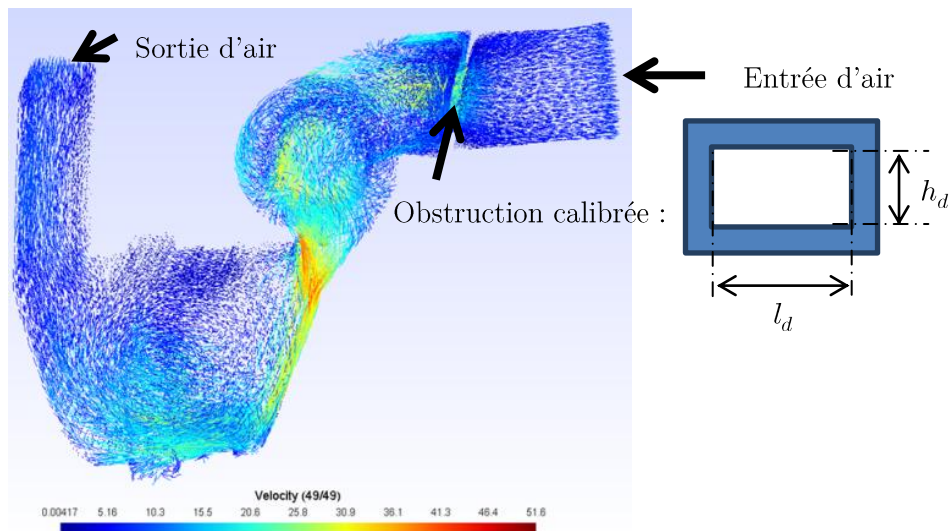 Sortie d'air
Entrée d'air
Obstruction calibrée :
h_d
l_d
Velocity (49/49)
0.00417 5.16 10.3 15.5 20.6 25.8 30.9 36.1 41.3 46.4 51.6